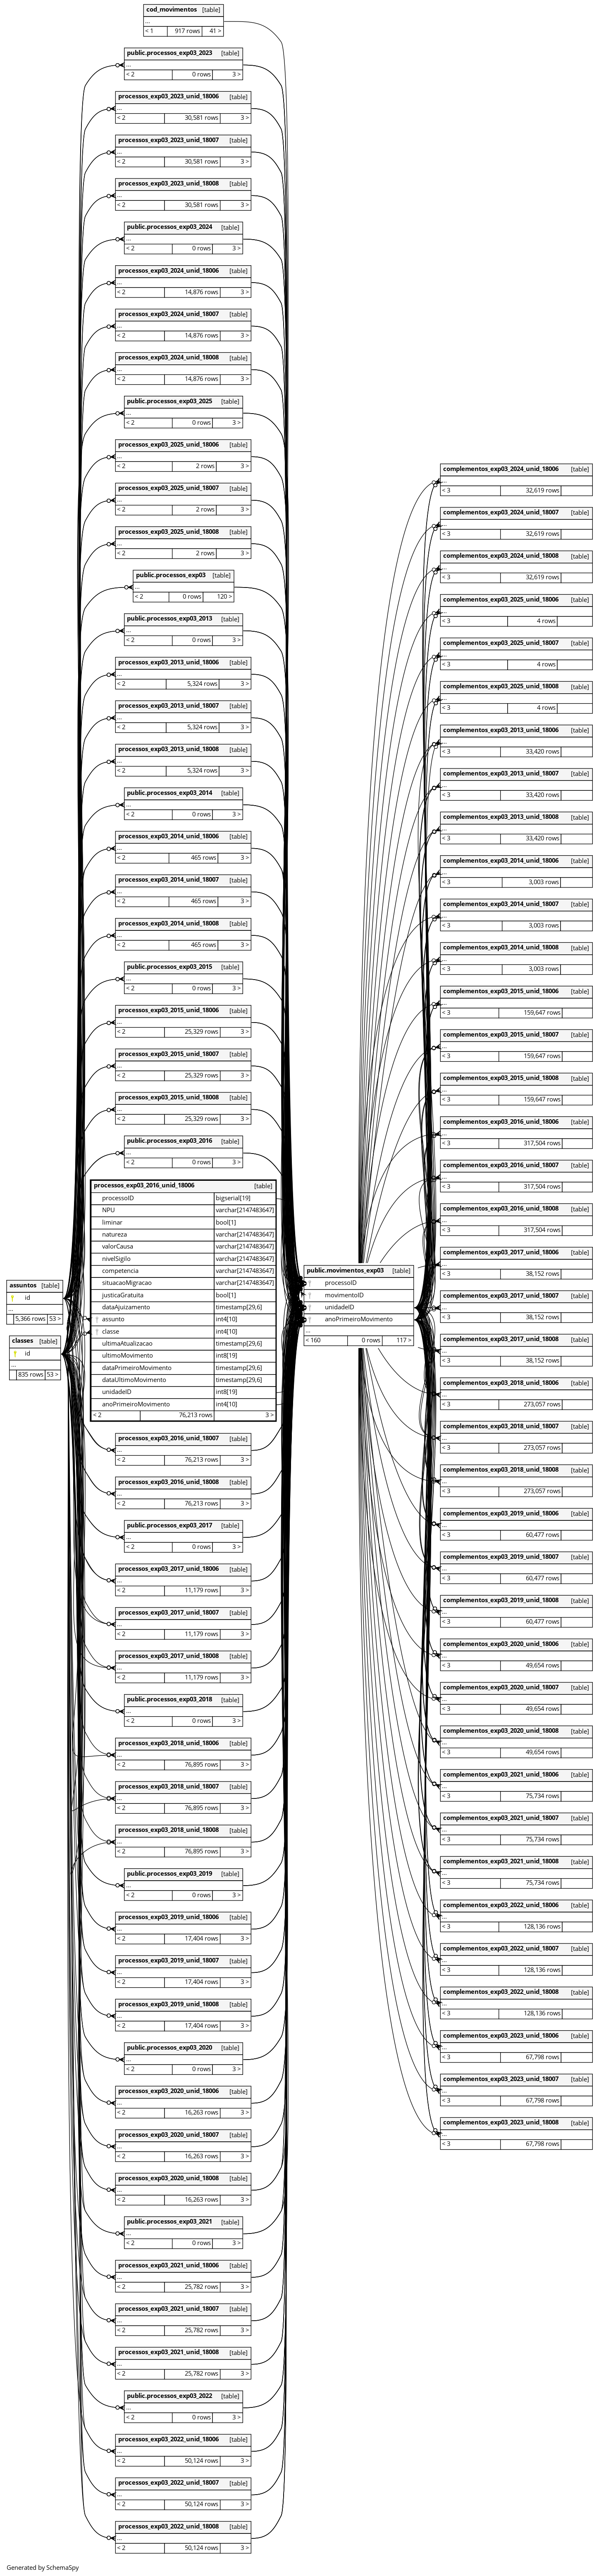 cod_movimentos [table]
...
< 1 917 rows 41 >
public.processos_exp03_2023 [table]
...
< 2 0 rows 3 >
processos_exp03_2023_unid_18006 [table]
...
< 2 30,581 rows 3 >
processos_exp03_2023_unid_18007 [table]
...
< 2 30,581 rows 3 >
processos_exp03_2023_unid_18008 [table]
...
< 2 30,581 rows 3 >
public.processos_exp03_2024 [table]
...
< 2 0 rows 3 >
processos_exp03_2024_unid_18006 [table]
...
< 2 14,876 rows 3 >
processos_exp03_2024_unid_18007 [table]
...
< 2 14,876 rows 3 >
processos_exp03_2024_unid_18008 [table]
...
< 2 14,876 rows 3 >
public.processos_exp03_2025 [table]
...
< 2 0 rows 3 >
processos_exp03_2025_unid_18006 [table]
...
< 2 2 rows 3 >
processos_exp03_2025_unid_18007 [table]
...
< 2 2 rows 3 >
processos_exp03_2025_unid_18008 [table]
...
< 2 2 rows 3 >
public.processos_exp03 [table]
...
< 2 0 rows 120 >
public.processos_exp03_2013 [table]
...
< 2 0 rows 3 >
processos_exp03_2013_unid_18006 [table]
...
< 2 5,324 rows 3 >
processos_exp03_2013_unid_18007 [table]
...
< 2 5,324 rows 3 >
processos_exp03_2013_unid_18008 [table]
...
< 2 5,324 rows 3 >
public.processos_exp03_2014 [table]
...
< 2 0 rows 3 >
processos_exp03_2014_unid_18006 [table]
...
< 2 465 rows 3 >
processos_exp03_2014_unid_18007 [table]
...
< 2 465 rows 3 >
processos_exp03_2014_unid_18008 [table]
...
< 2 465 rows 3 >
public.processos_exp03_2015 [table]
...
< 2 0 rows 3 >
processos_exp03_2015_unid_18006 [table]
...
< 2 25,329 rows 3 >
processos_exp03_2015_unid_18007 [table]
...
< 2 25,329 rows 3 >
processos_exp03_2015_unid_18008 [table]
...
< 2 25,329 rows 3 >
public.processos_exp03_2016 [table]
...
< 2 0 rows 3 >
processos_exp03_2016_unid_18006 [table]
processoID bigserial[19]
NPU varchar[2147483647]
liminar bool[1]
natureza varchar[2147483647]
valorCausa varchar[2147483647]
nivelSigilo varchar[2147483647]
competencia varchar[2147483647]
situacaoMigracao varchar[2147483647]
justicaGratuita bool[1]
dataAjuizamento timestamp[29,6]
assunto int4[10]
classe int4[10]
ultimaAtualizacao timestamp[29,6]
ultimoMovimento int8[19]
dataPrimeiroMovimento timestamp[29,6]
dataUltimoMovimento timestamp[29,6]
unidadeID int8[19]
anoPrimeiroMovimento int4[10]
< 2 76,213 rows 3 >
assuntos [table]
id
...
5,366 rows 53 >
classes [table]
id
...
835 rows 53 >
processos_exp03_2016_unid_18007 [table]
...
< 2 76,213 rows 3 >
processos_exp03_2016_unid_18008 [table]
...
< 2 76,213 rows 3 >
public.processos_exp03_2017 [table]
...
< 2 0 rows 3 >
processos_exp03_2017_unid_18006 [table]
...
< 2 11,179 rows 3 >
processos_exp03_2017_unid_18007 [table]
...
< 2 11,179 rows 3 >
processos_exp03_2017_unid_18008 [table]
...
< 2 11,179 rows 3 >
public.processos_exp03_2018 [table]
...
< 2 0 rows 3 >
processos_exp03_2018_unid_18006 [table]
...
< 2 76,895 rows 3 >
processos_exp03_2018_unid_18007 [table]
...
< 2 76,895 rows 3 >
processos_exp03_2018_unid_18008 [table]
...
< 2 76,895 rows 3 >
public.processos_exp03_2019 [table]
...
< 2 0 rows 3 >
processos_exp03_2019_unid_18006 [table]
...
< 2 17,404 rows 3 >
processos_exp03_2019_unid_18007 [table]
...
< 2 17,404 rows 3 >
processos_exp03_2019_unid_18008 [table]
...
< 2 17,404 rows 3 >
public.processos_exp03_2020 [table]
...
< 2 0 rows 3 >
processos_exp03_2020_unid_18006 [table]
...
< 2 16,263 rows 3 >
processos_exp03_2020_unid_18007 [table]
...
< 2 16,263 rows 3 >
processos_exp03_2020_unid_18008 [table]
...
< 2 16,263 rows 3 >
public.processos_exp03_2021 [table]
...
< 2 0 rows 3 >
processos_exp03_2021_unid_18006 [table]
...
< 2 25,782 rows 3 >
processos_exp03_2021_unid_18007 [table]
...
< 2 25,782 rows 3 >
processos_exp03_2021_unid_18008 [table]
...
< 2 25,782 rows 3 >
public.processos_exp03_2022 [table]
...
< 2 0 rows 3 >
processos_exp03_2022_unid_18006 [table]
...
< 2 50,124 rows 3 >
processos_exp03_2022_unid_18007 [table]
...
< 2 50,124 rows 3 >
processos_exp03_2022_unid_18008 [table]
...
< 2 50,124 rows 3 >
public.movimentos_exp03 [table]
processoID
movimentoID
unidadeID
anoPrimeiroMovimento
...
< 160 0 rows 117 >
complementos_exp03_2024_unid_18006 [table]
...
< 3 32,619 rows
complementos_exp03_2024_unid_18007 [table]
...
< 3 32,619 rows
complementos_exp03_2024_unid_18008 [table]
...
< 3 32,619 rows
complementos_exp03_2025_unid_18006 [table]
...
< 3 4 rows
complementos_exp03_2025_unid_18007 [table]
...
< 3 4 rows
complementos_exp03_2025_unid_18008 [table]
...
< 3 4 rows
complementos_exp03_2013_unid_18006 [table]
...
< 3 33,420 rows
complementos_exp03_2013_unid_18007 [table]
...
< 3 33,420 rows
complementos_exp03_2013_unid_18008 [table]
...
< 3 33,420 rows
complementos_exp03_2014_unid_18006 [table]
...
< 3 3,003 rows
complementos_exp03_2014_unid_18007 [table]
...
< 3 3,003 rows
complementos_exp03_2014_unid_18008 [table]
...
< 3 3,003 rows
complementos_exp03_2015_unid_18006 [table]
...
< 3 159,647 rows
complementos_exp03_2015_unid_18007 [table]
...
< 3 159,647 rows
complementos_exp03_2015_unid_18008 [table]
...
< 3 159,647 rows
complementos_exp03_2016_unid_18006 [table]
...
< 3 317,504 rows
complementos_exp03_2016_unid_18007 [table]
...
< 3 317,504 rows
complementos_exp03_2016_unid_18008 [table]
...
< 3 317,504 rows
complementos_exp03_2017_unid_18006 [table]
...
< 3 38,152 rows
complementos_exp03_2017_unid_18007 [table]
...
< 3 38,152 rows
complementos_exp03_2017_unid_18008 [table]
...
< 3 38,152 rows
complementos_exp03_2018_unid_18006 [table]
...
< 3 273,057 rows
complementos_exp03_2018_unid_18007 [table]
...
< 3 273,057 rows
complementos_exp03_2018_unid_18008 [table]
...
< 3 273,057 rows
complementos_exp03_2019_unid_18006 [table]
...
< 3 60,477 rows
complementos_exp03_2019_unid_18007 [table]
...
< 3 60,477 rows
complementos_exp03_2019_unid_18008 [table]
...
< 3 60,477 rows
complementos_exp03_2020_unid_18006 [table]
...
< 3 49,654 rows
complementos_exp03_2020_unid_18007 [table]
...
< 3 49,654 rows
complementos_exp03_2020_unid_18008 [table]
...
< 3 49,654 rows
complementos_exp03_2021_unid_18006 [table]
...
< 3 75,734 rows
complementos_exp03_2021_unid_18007 [table]
...
< 3 75,734 rows
complementos_exp03_2021_unid_18008 [table]
...
< 3 75,734 rows
complementos_exp03_2022_unid_18006 [table]
...
< 3 128,136 rows
complementos_exp03_2022_unid_18007 [table]
...
< 3 128,136 rows
complementos_exp03_2022_unid_18008 [table]
...
< 3 128,136 rows
complementos_exp03_2023_unid_18006 [table]
...
< 3 67,798 rows
complementos_exp03_2023_unid_18007 [table]
...
< 3 67,798 rows
complementos_exp03_2023_unid_18008 [table]
...
< 3 67,798 rows
Generated by SchemaSpy